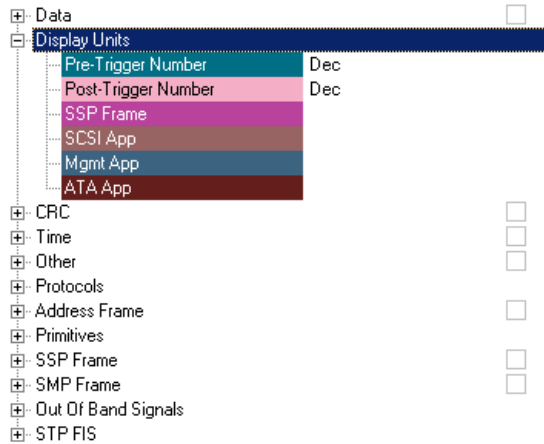 Data
Display Units
Pre-Trigger Number Dec
Post-Trigger Number Dec
SSP Frame
SCSI App
Mgmt App
ATA App
CRC
Time
Other
Protocols
Address Frame
Primitives
SSP Frame
SMP Frame
Out Of Band Signals
STP FIS